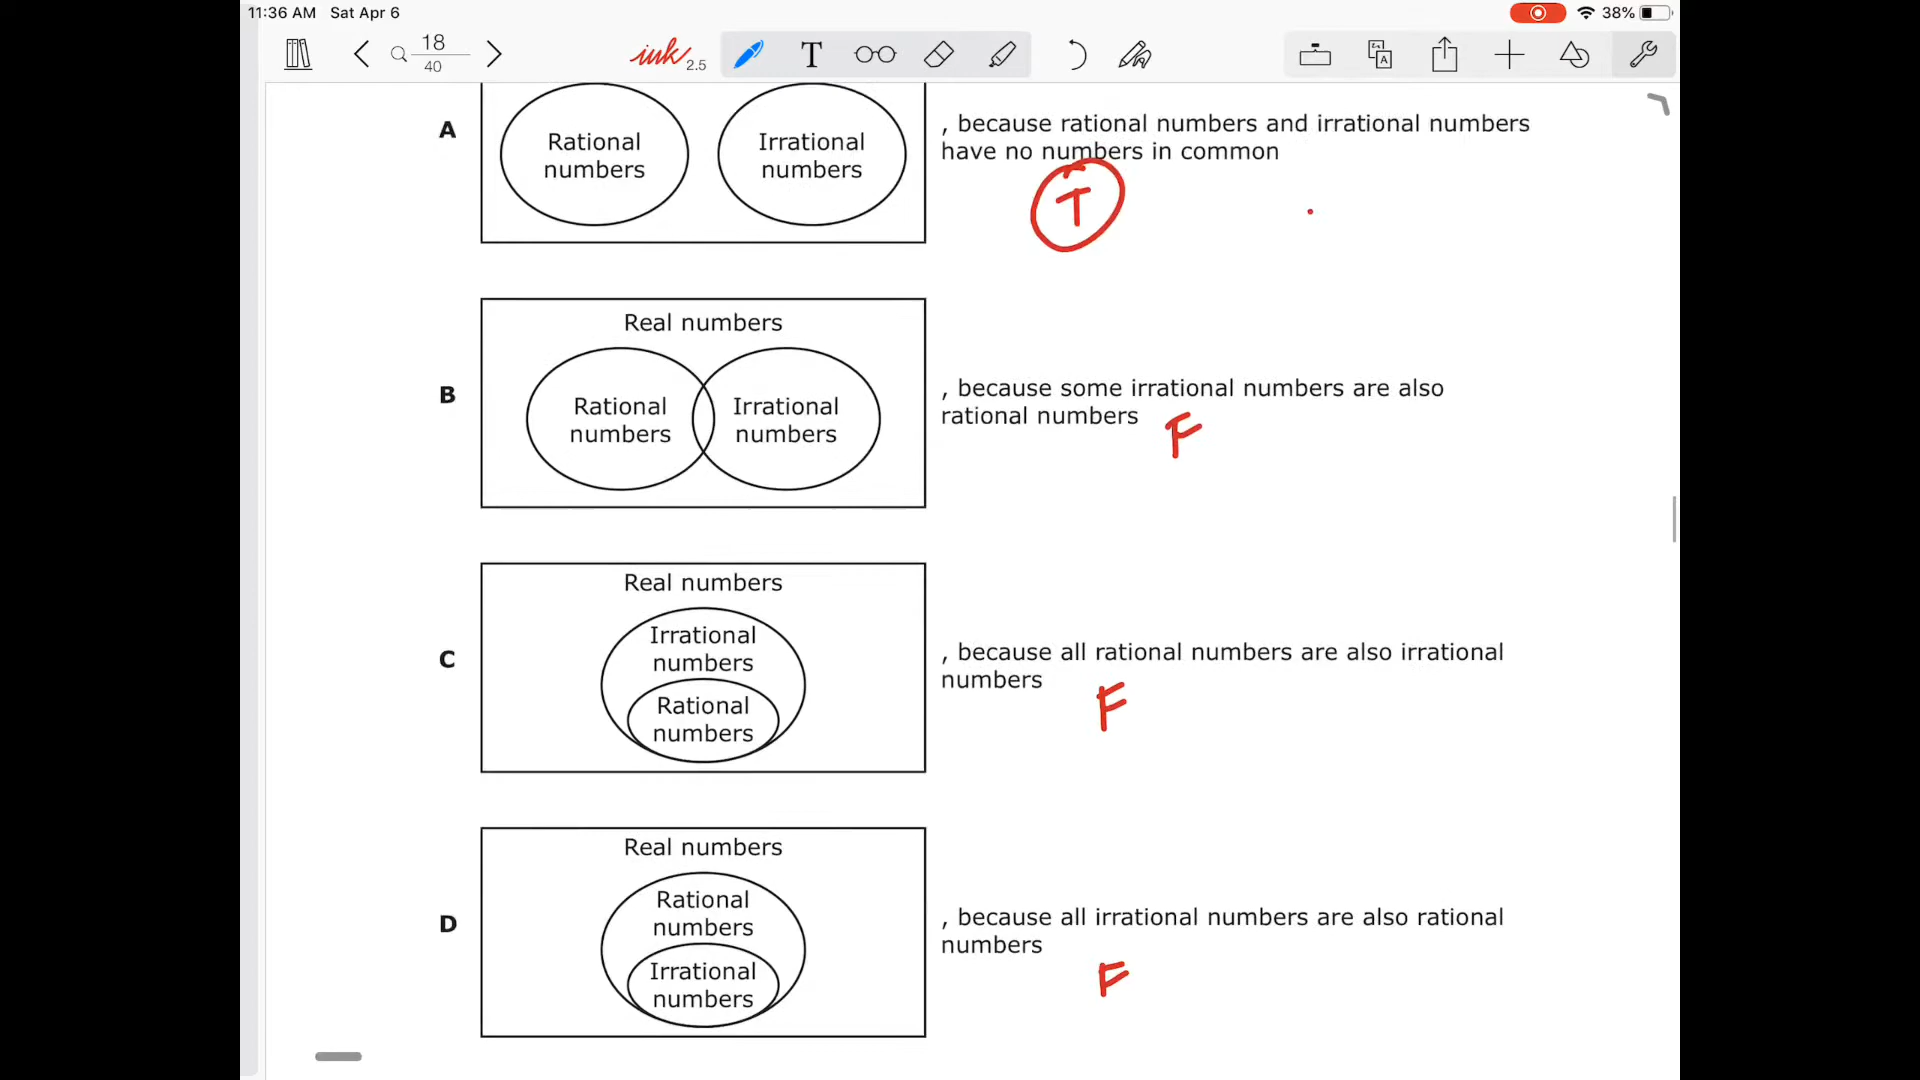 11:36 AM Sat Apr 6
38%
18
40
ink 2.5
T
A
Rational
numbers
Irrational
numbers
, because rational numbers and irrational numbers
have no numbers in common
T
B
Real numbers
Rational
numbers
Irrational
numbers
, because some irrational numbers are also
rational numbers
F
C
Real numbers
Irrational
numbers
Rational
numbers
, because all rational numbers are also irrational
numbers
F
D
Real numbers
Rational
numbers
Irrational
numbers
, because all irrational numbers are also rational
numbers
F